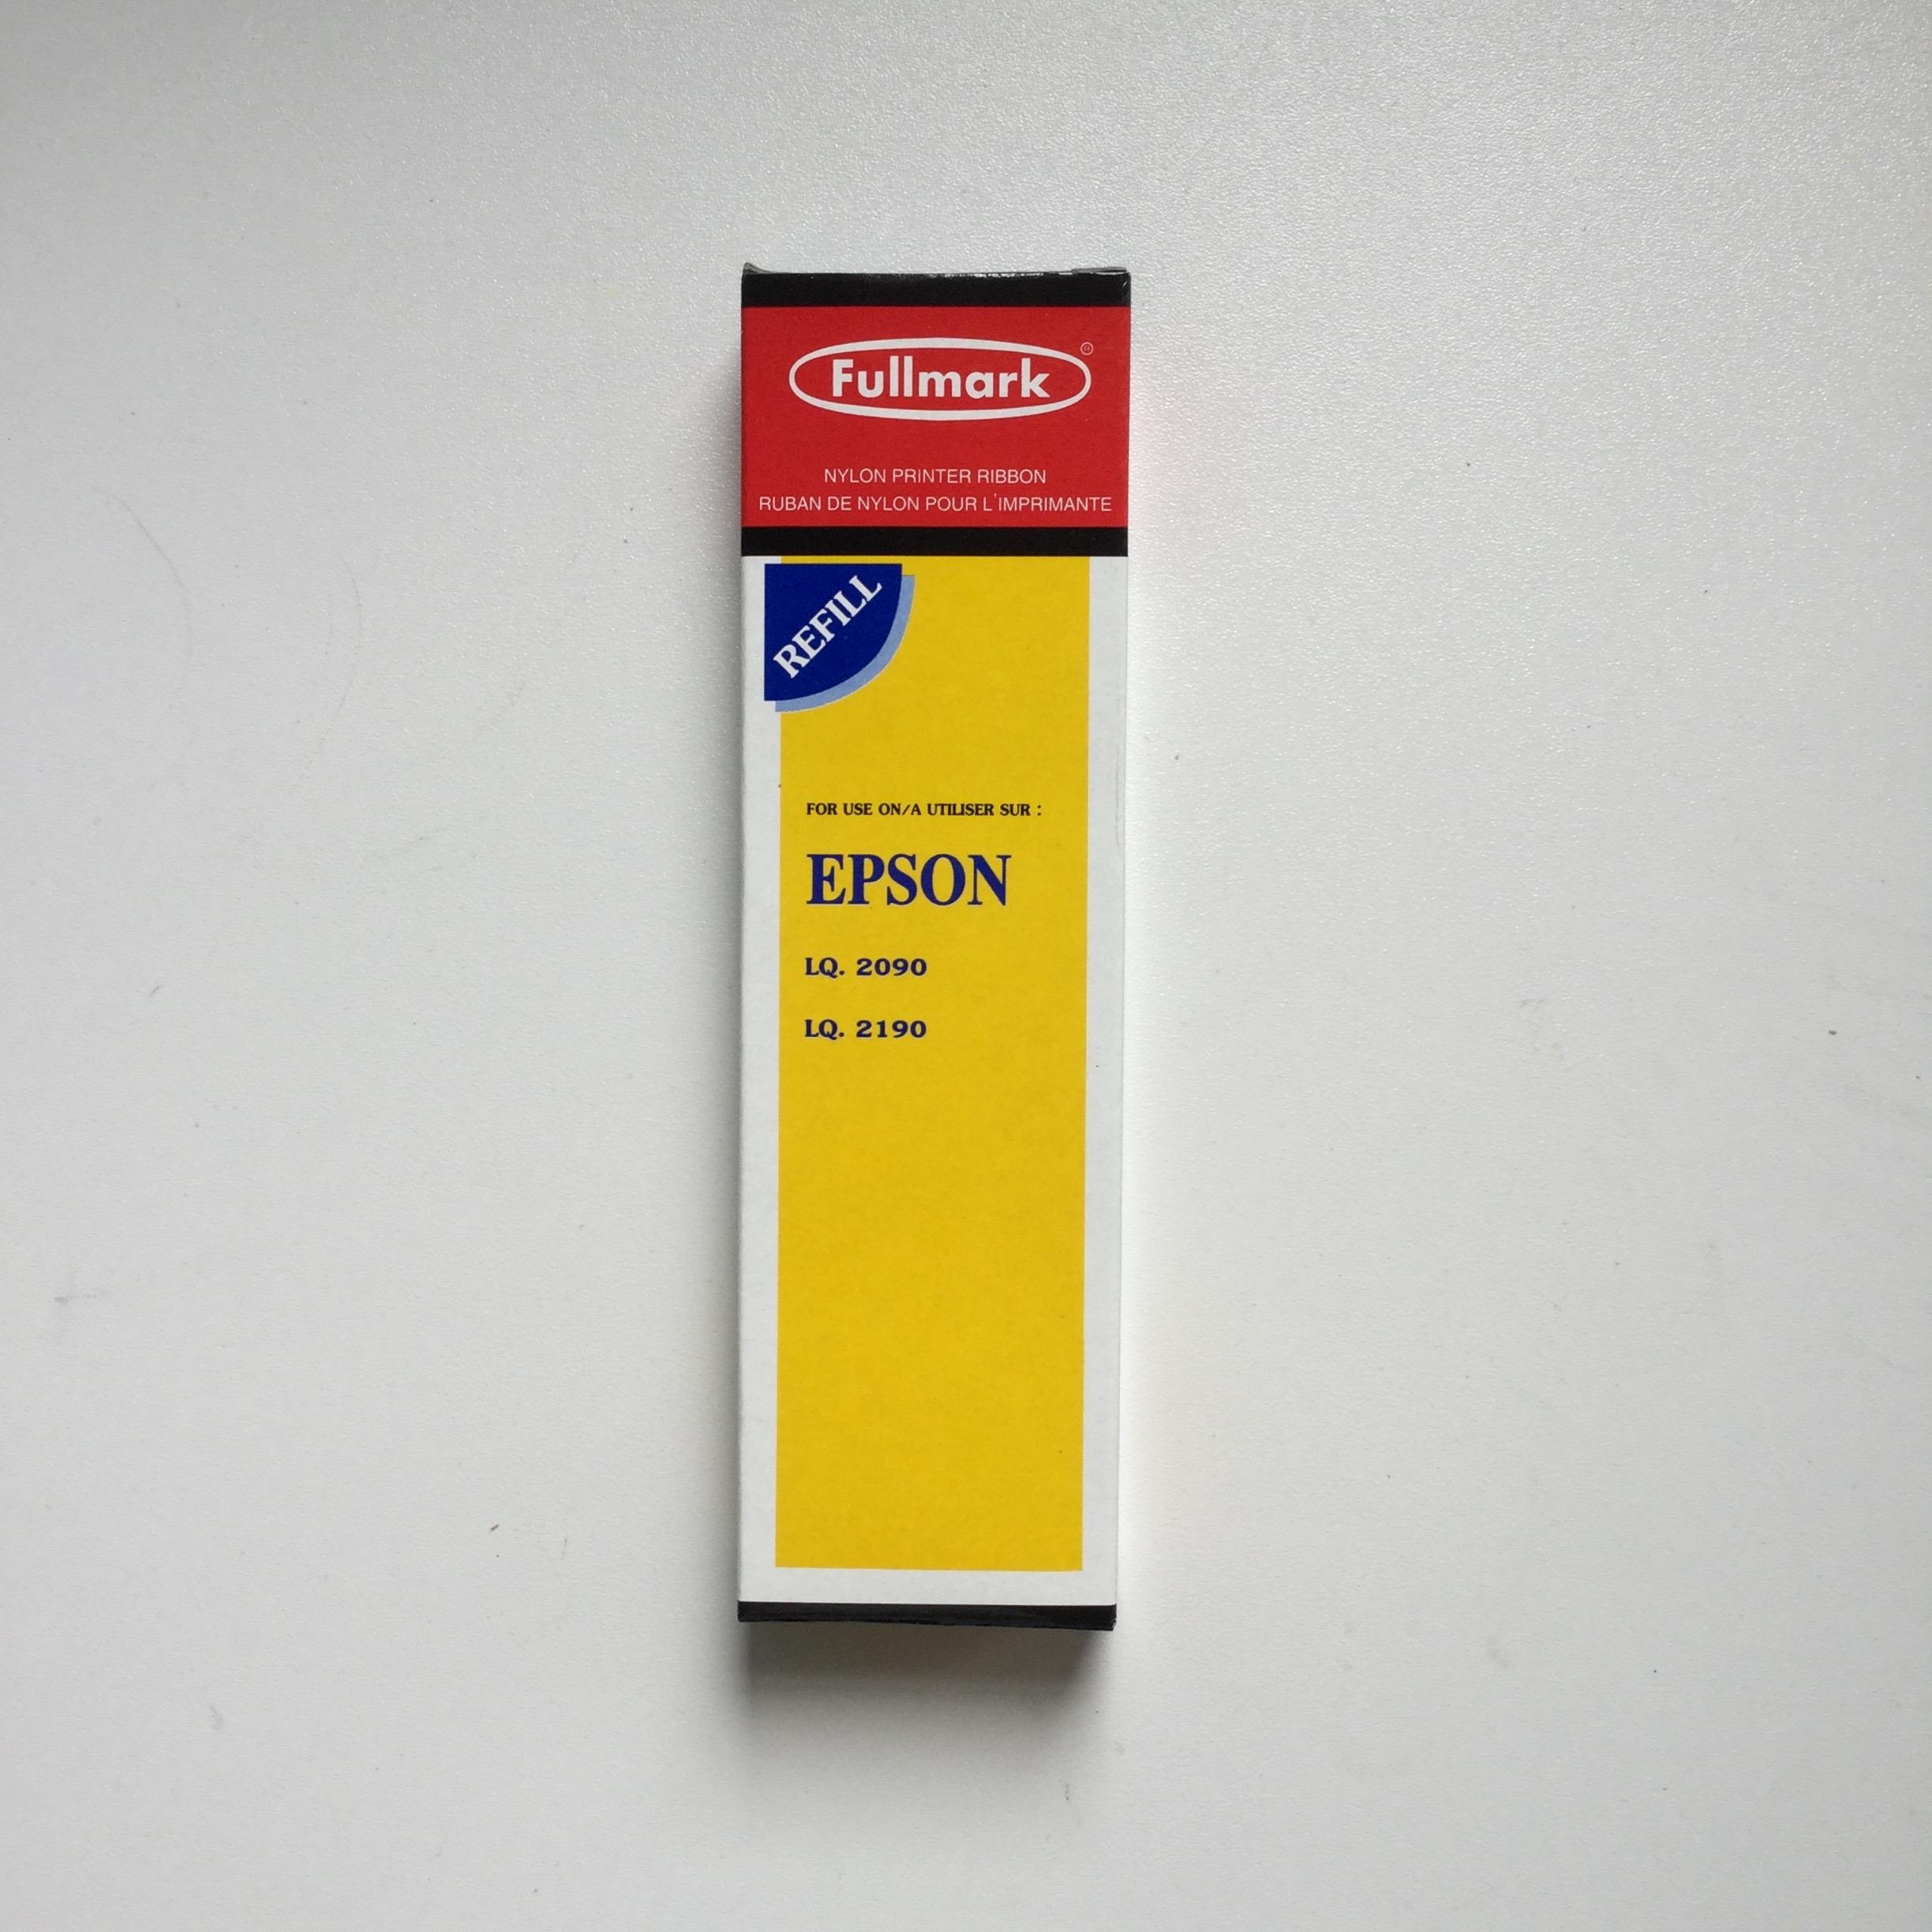 Fullmark®
NYLON PRINTER RIBBON
RUBAN DE NYLON POUR L'IMPRIMANTE
REFILL
FOR USE ON/A UTILISER SUR :
EPSON
LQ. 2090
LQ. 2190